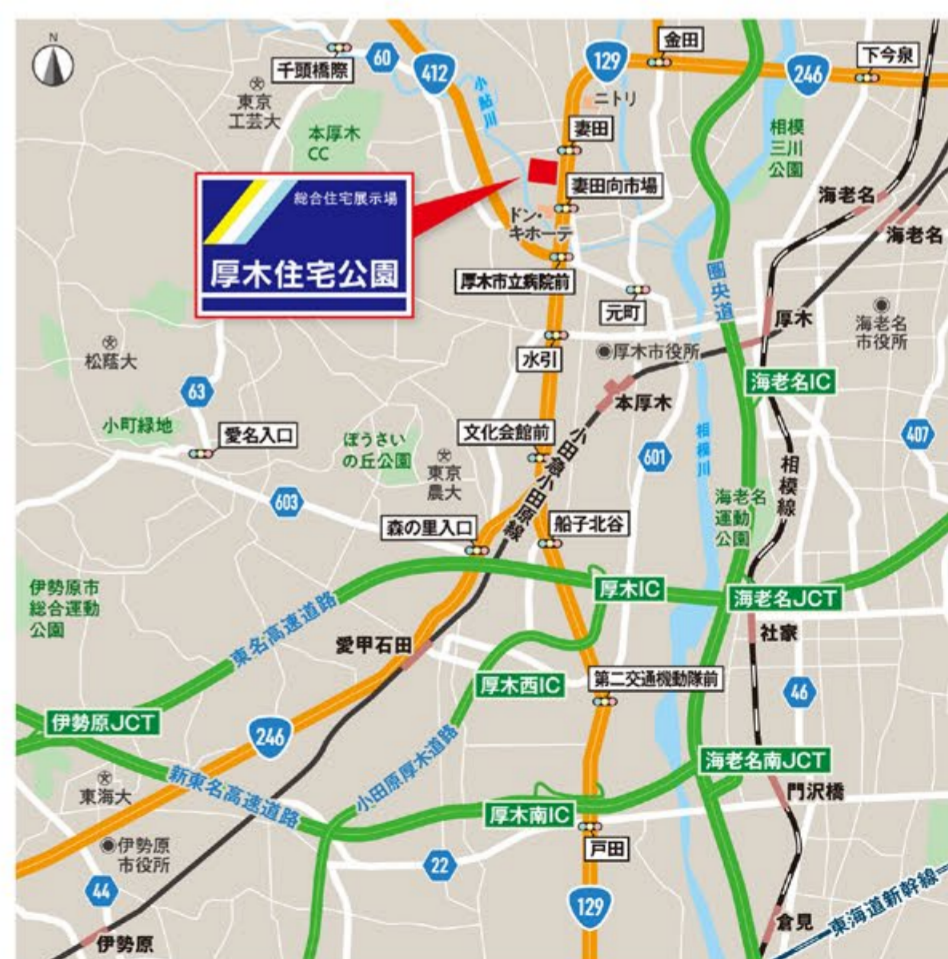 N
千頭橋際
60
412
129
金田
246
下今泉
東京
工芸大
本厚木
CC
小鮎川
ニトリ
妻田
相模
三川
公園
総合住宅展示場
厚木住宅公園
妻田向市場
ドン・
キホーテ
海老名
海老名
厚木市立病院前
元町
圏央道
厚木
海老名
市役所
松蔭大
水引
厚木市役所
63
本厚木
海老名IC
小町緑地
愛名入口
ぼうさい
の丘公園
文化会館前
東京
農大
小田急小田原線
601
相模川
相模線
407
603
森の里入口
船子北谷
海老名
運動
公園
伊勢原市
総合運動
公園
東名高速道路
厚木IC
海老名JCT
愛甲石田
社家
厚木西IC
第二交通機動隊前
46
伊勢原JCT
246
小田原厚木道路
海老名南JCT
新東名高速道路
東海大
門沢橋
厚木南IC
伊勢原
市役所
戸田
22
44
129
倉見
東海道新幹線
伊勢原